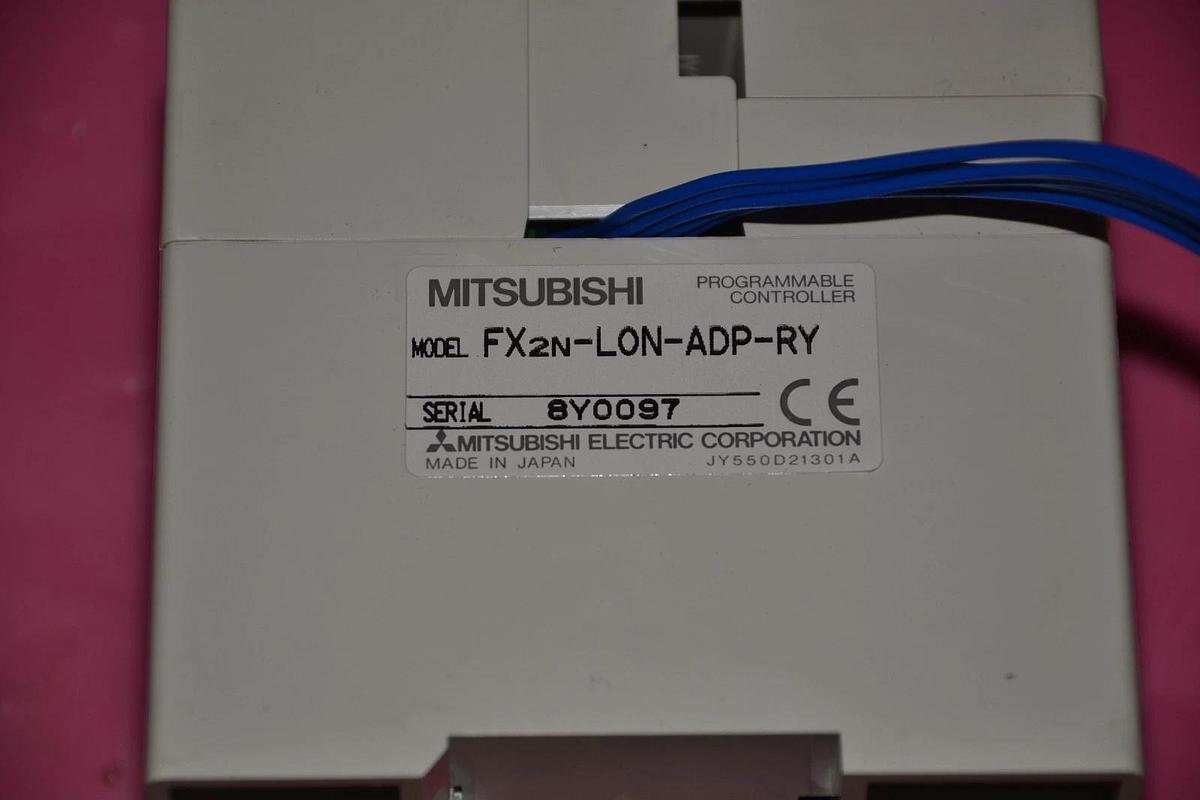 MITSUBISHI
PROGRAMMABLE
CONTROLLER
MODEL FX2N-LON-ADP-RY
SERIAL 8Y0097
CE
MITSUBISHI ELECTRIC CORPORATION
MADE IN JAPAN JY550D21301A